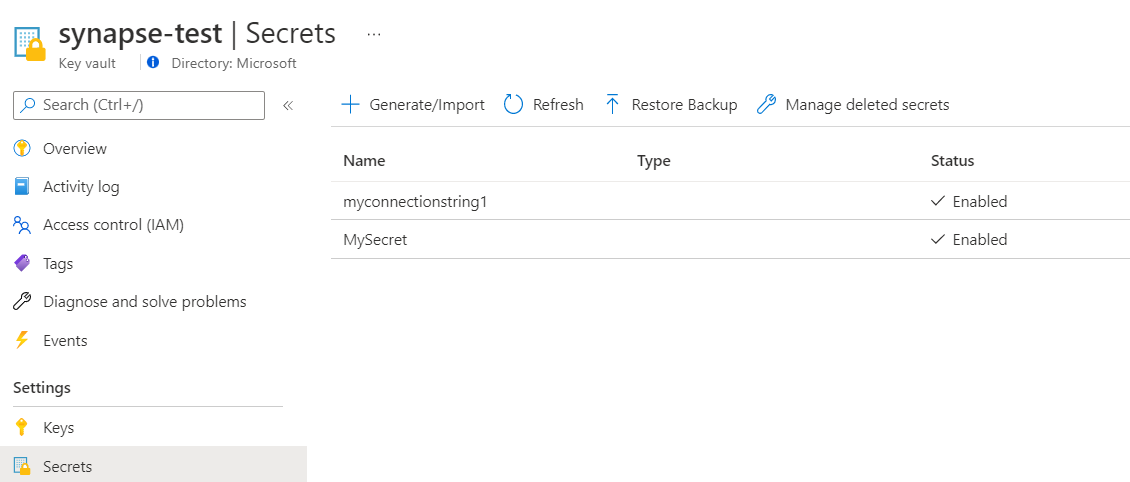 synapse-test | Secrets ...
Key vault Directory: Microsoft
Search (Ctrl+/) «
Overview
Activity log
Access control (IAM)
Tags
Diagnose and solve problems
Events
Settings
Keys
Secrets
Generate/Import Refresh Restore Backup Manage deleted secrets
Name Type Status
myconnectionstring1 Enabled
MySecret Enabled